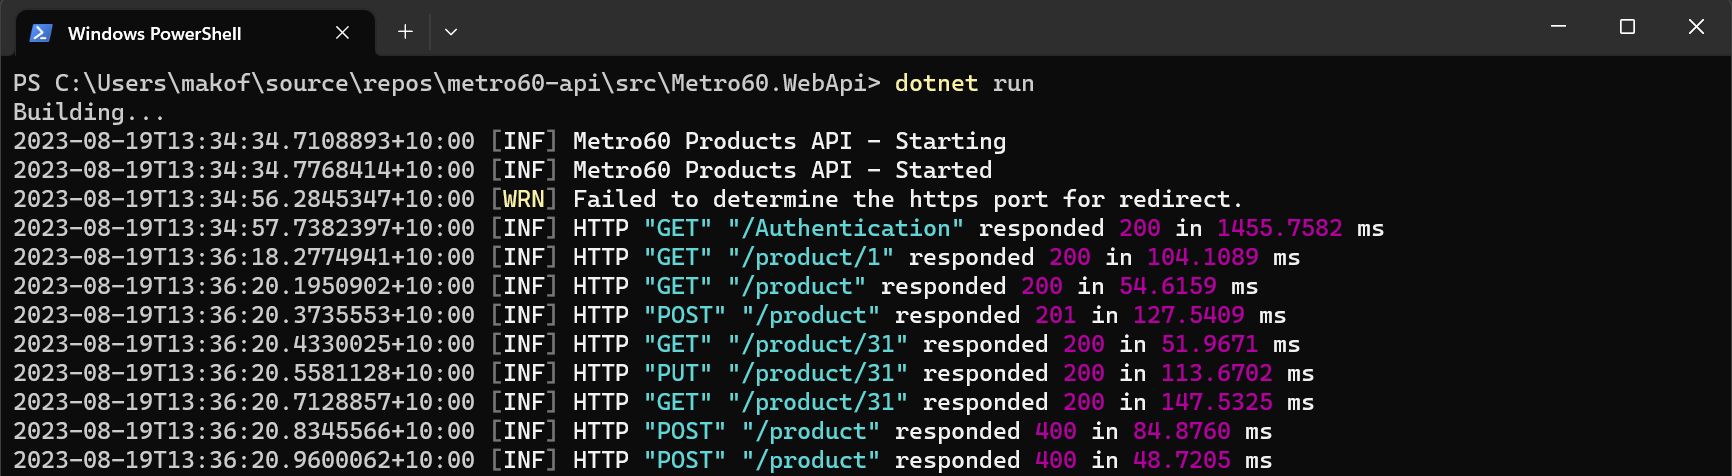 Windows PowerShell
PS C:\Users\makof\source\repos\metro60-api\src\Metro60.WebApi> dotnet run
Building...
2023-08-19T13:34:34.7108893+10:00 [INF] Metro60 Products API - Starting
2023-08-19T13:34:34.7768414+10:00 [INF] Metro60 Products API - Started
2023-08-19T13:34:56.2845347+10:00 [WRN] Failed to determine the https port for redirect.
2023-08-19T13:34:57.7382397+10:00 [INF] HTTP "GET" "/Authentication" responded 200 in 1455.7582 ms
2023-08-19T13:36:18.2774941+10:00 [INF] HTTP "GET" "/product/1" responded 200 in 104.1089 ms
2023-08-19T13:36:20.1950902+10:00 [INF] HTTP "GET" "/product" responded 200 in 54.6159 ms
2023-08-19T13:36:20.3735553+10:00 [INF] HTTP "POST" "/product" responded 201 in 127.5409 ms
2023-08-19T13:36:20.4330025+10:00 [INF] HTTP "GET" "/product/31" responded 200 in 51.9671 ms
2023-08-19T13:36:20.5581128+10:00 [INF] HTTP "PUT" "/product/31" responded 200 in 113.6702 ms
2023-08-19T13:36:20.7128857+10:00 [INF] HTTP "GET" "/product/31" responded 200 in 147.5325 ms
2023-08-19T13:36:20.8345566+10:00 [INF] HTTP "POST" "/product" responded 400 in 84.8760 ms
2023-08-19T13:36:20.9600062+10:00 [INF] HTTP "POST" "/product" responded 400 in 48.7205 ms